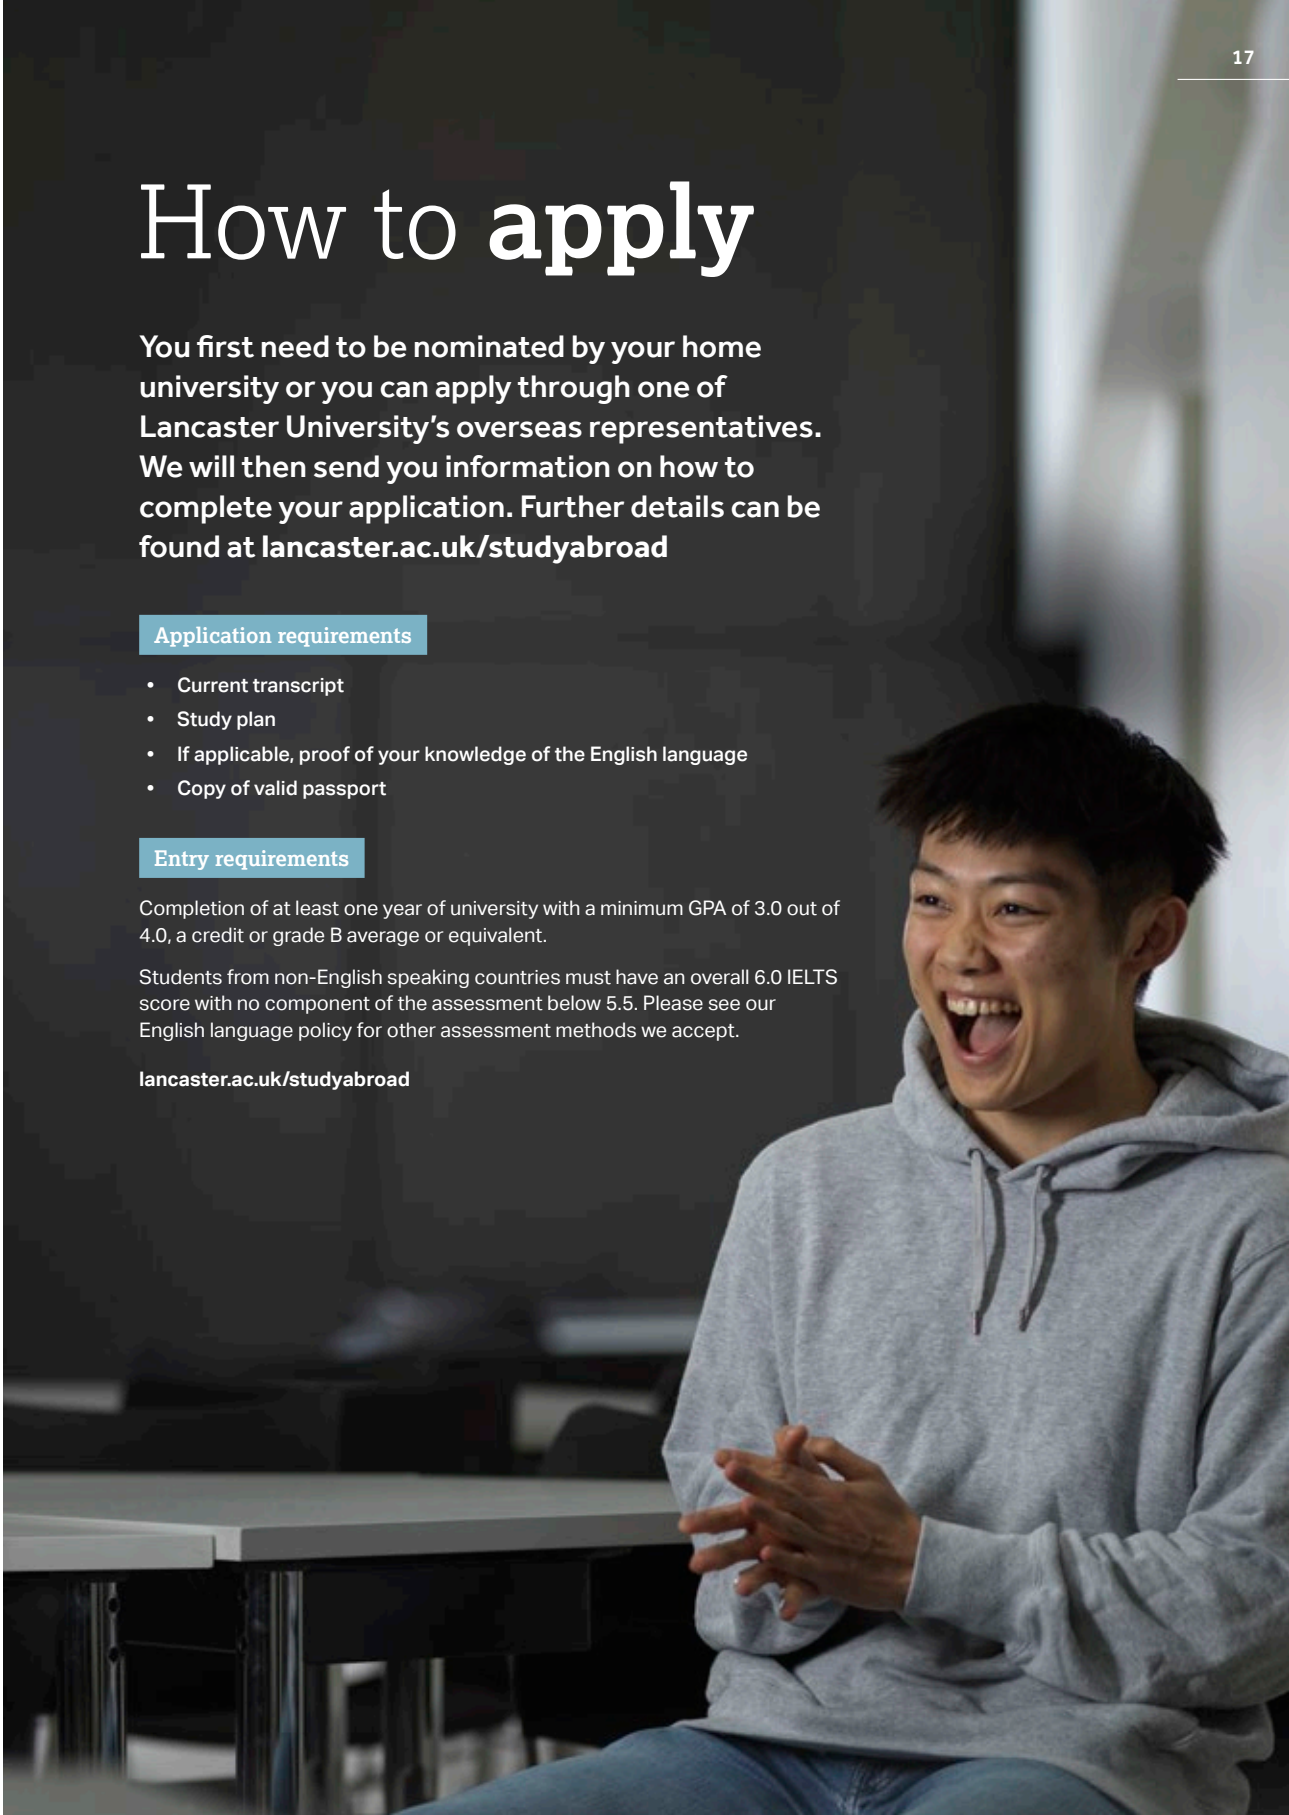 17
How to apply
You first need to be nominated by your home
university or you can apply through one of
Lancaster University's overseas representatives.
We will then send you information on how to
complete your application. Further details can be
found at lancaster.ac.uk/studyabroad
Application requirements
• Current transcript
• Study plan
• If applicable, proof of your knowledge of the English language
• Copy of valid passport
Entry requirements
Completion of at least one year of university with a minimum GPA of 3.0 out of
4.0, a credit or grade B average or equivalent.
Students from non-English speaking countries must have an overall 6.0 IELTS
score with no component of the assessment below 5.5. Please see our
English language policy for other assessment methods we accept.
lancaster.ac.uk/studyabroad